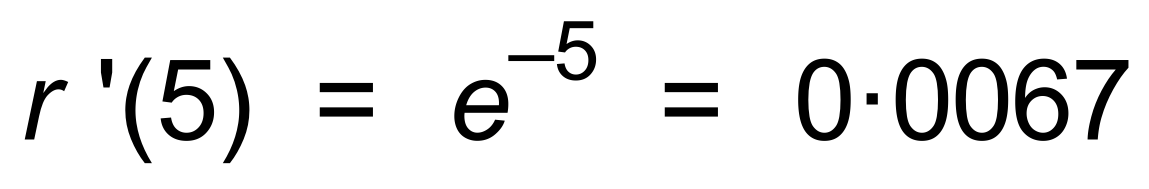 r'(5) = e⁻⁵ = 0·0067